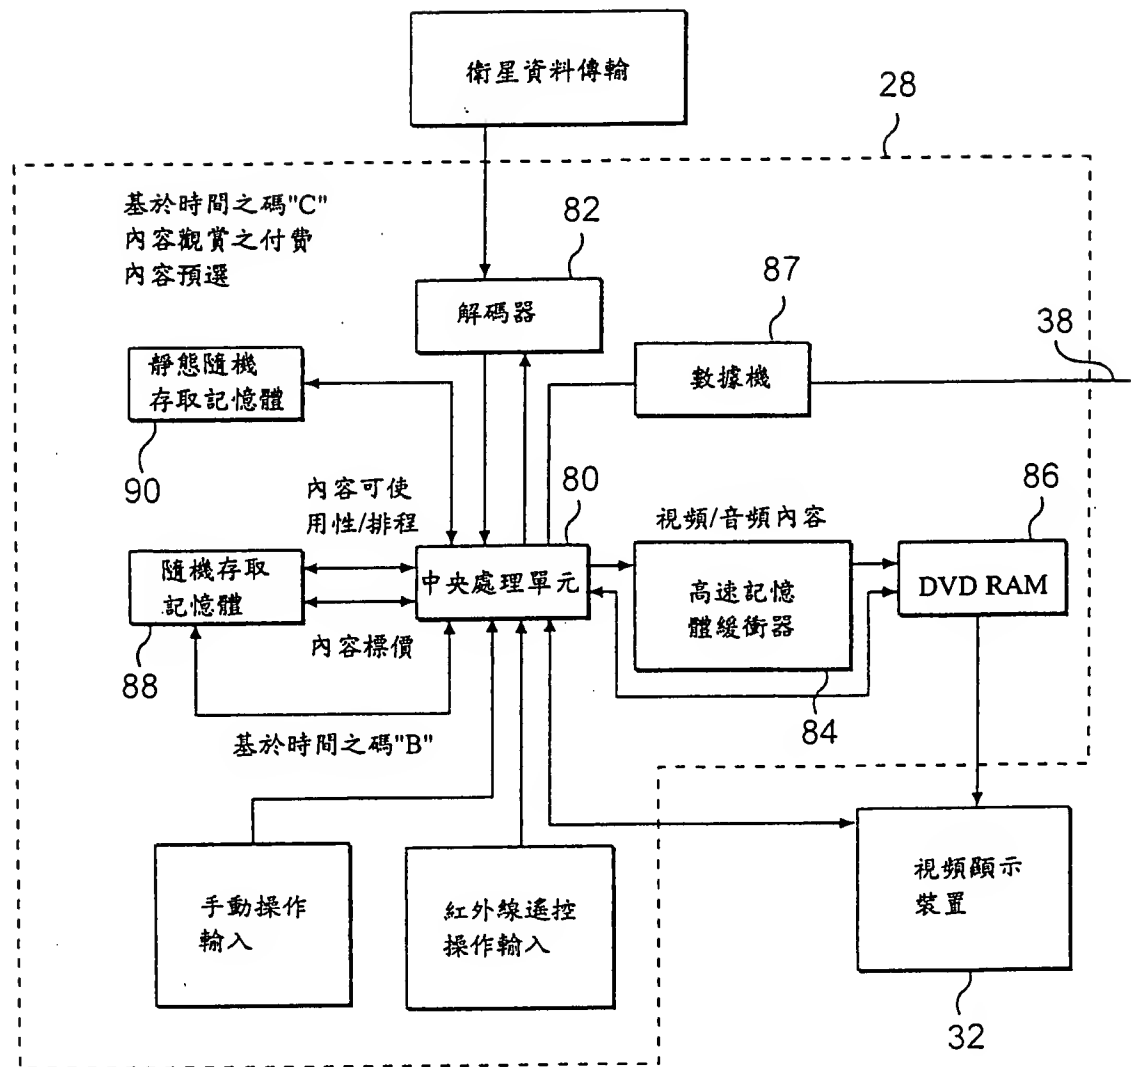 衛星資料傳輸
28
基於時間之碼"C"
內容觀賞之付費
內容預選
82
解碼器
87
數據機
38
靜態隨機
存取記憶體
90
內容可使
用性/排程
80
視頻/音頻內容
86
隨機存取
記憶體
88
中央處理單元
高速記憶
體緩衝器
84
DVD RAM
內容標價
基於時間之碼"B"
手動操作
輸入
紅外線遙控
操作輸入
視頻顯示
裝置
32